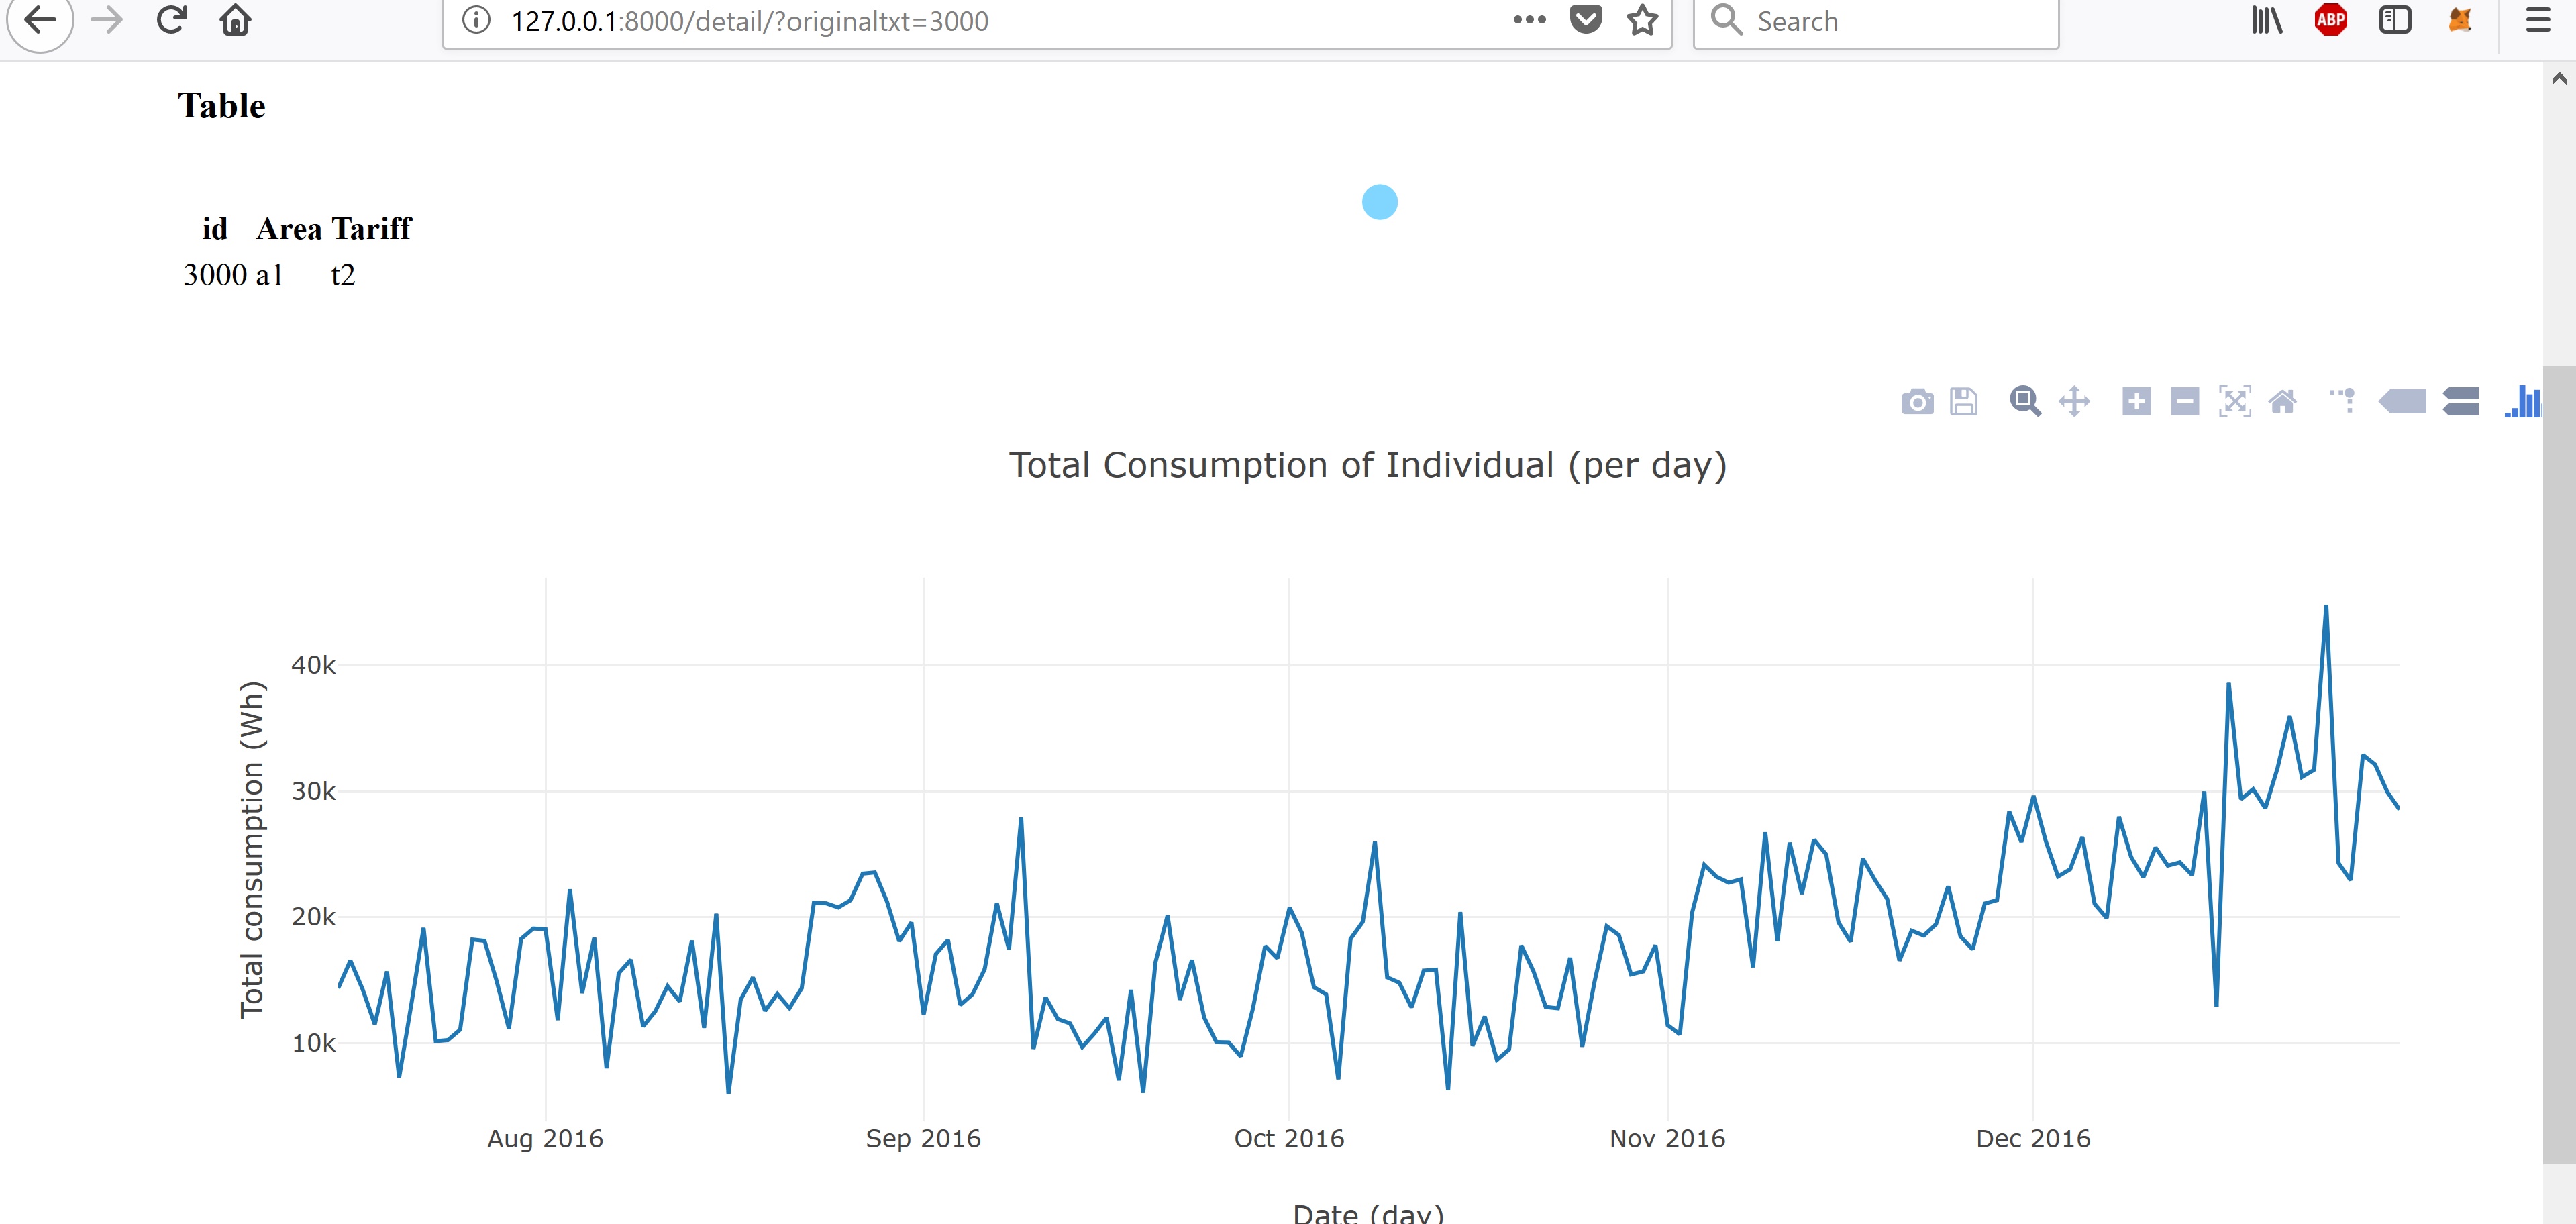 127.0.0.1:8000/detail/?originaltxt=3000
Search
ABP
Table
id Area Tariff
3000 a1 t2
Total Consumption of Individual (per day)
Total consumption (Wh)
40k
30k
20k
10k
Aug 2016 Sep 2016 Oct 2016 Nov 2016 Dec 2016
Date (day)